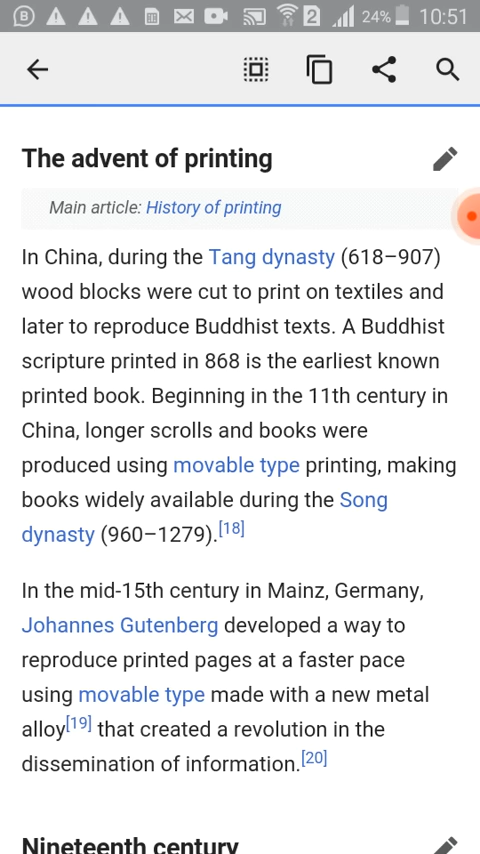 24% 10:51
The advent of printing
Main article: History of printing
In China, during the Tang dynasty (618–907)
wood blocks were cut to print on textiles and
later to reproduce Buddhist texts. A Buddhist
scripture printed in 868 is the earliest known
printed book. Beginning in the 11th century in
China, longer scrolls and books were
produced using movable type printing, making
books widely available during the Song
dynasty (960–1279).[18]
In the mid-15th century in Mainz, Germany,
Johannes Gutenberg developed a way to
reproduce printed pages at a faster pace
using movable type made with a new metal
alloy[19] that created a revolution in the
dissemination of information.[20]
Nineteenth century